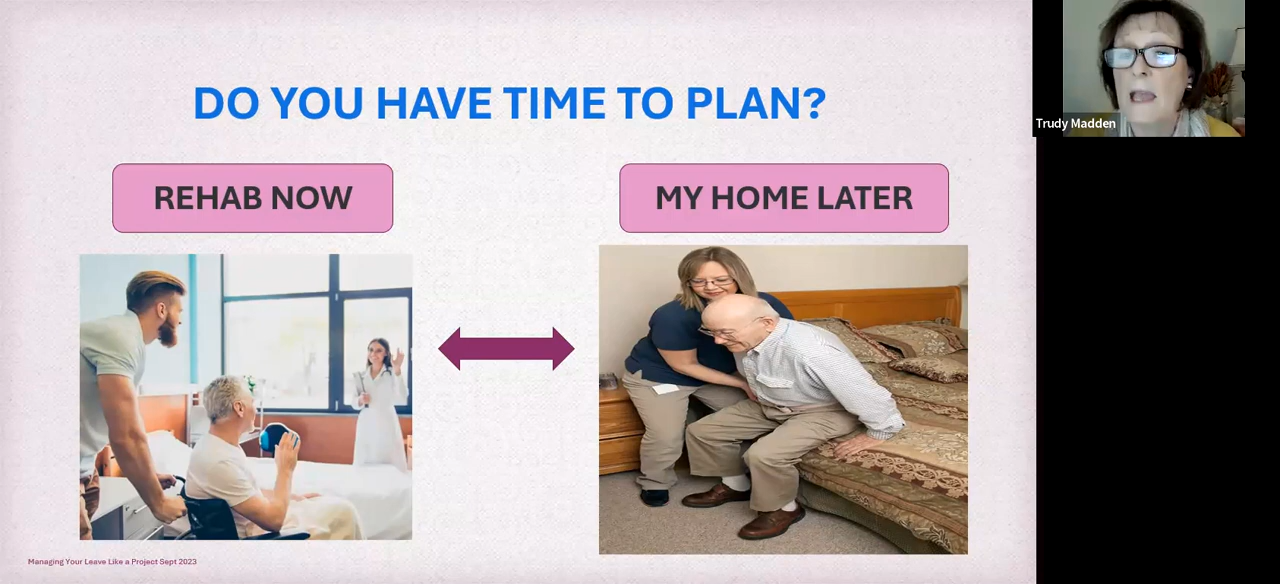 DO YOU HAVE TIME TO PLAN?
REHAB NOW
MY HOME LATER
Trudy Madden
Managing Your Leave Like a Project Sept 2023